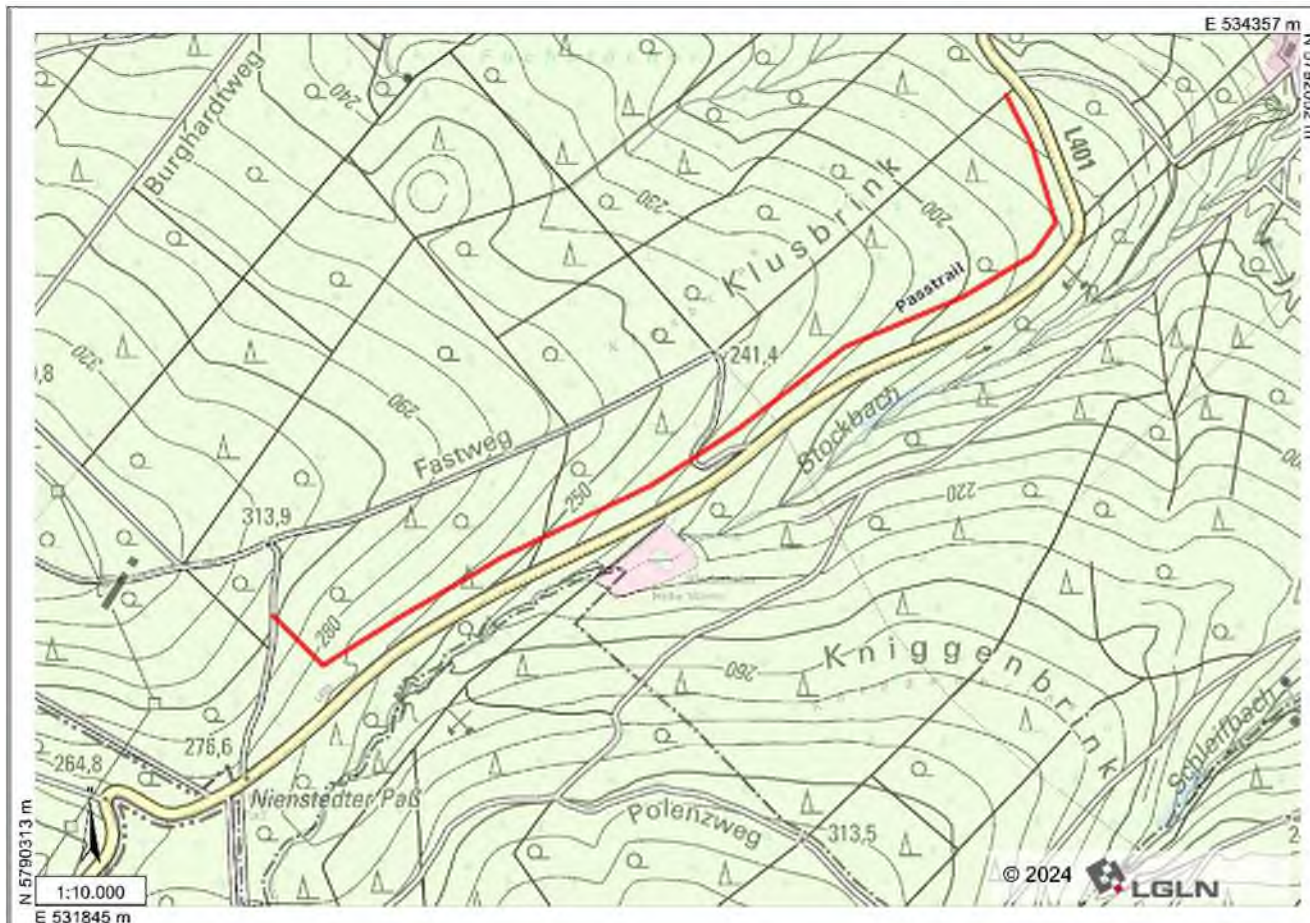 E 534357 m
Burghardtweg
240
L401
Klusbrink
230
200
Passtrail
320
290
241,4
Fastweg
Stockbach
250
220
313,9
280
260
Kniggenbrink
276,6
264,8
Nienstedter Paß
Schleifbach
Polenzweg
313,5
N 5790313 m
1:10.000
© 2024 LGLN
E 531845 m